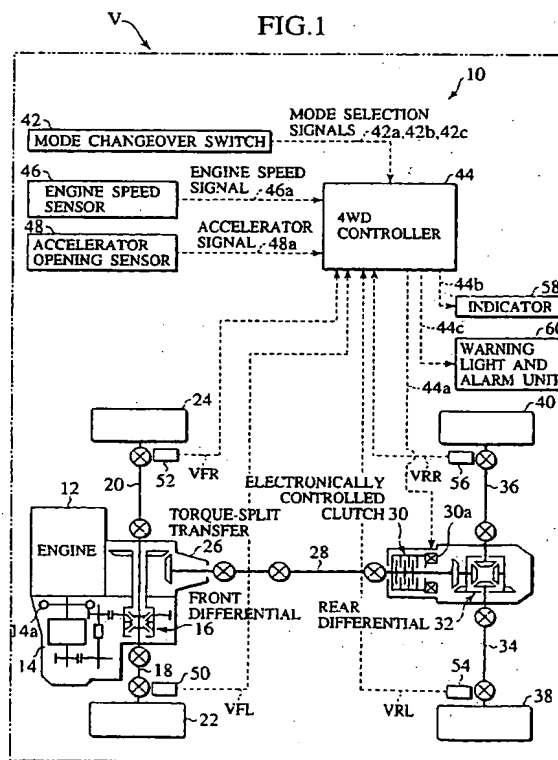 FIG.1
V
10
42
MODE CHANGEOVER SWITCH
MODE SELECTION
SIGNALS 42a,42b,42c
46
ENGINE SPEED
SENSOR
ENGINE SPEED
SIGNAL 46a
44
4WD
CONTROLLER
48
ACCELERATOR
OPENING SENSOR
ACCELERATOR
SIGNAL 48a
44b
58
INDICATOR
44c
60
WARNING
LIGHT AND
ALARM UNIT
44a
24
40
VFR
52
VRR
56
20
36
12
ENGINE
TORQUE-SPLIT
TRANSFER
26
ELECTRONICALLY
CONTROLLED
CLUTCH 30
30a
28
FRONT
DIFFERENTIAL
16
REAR
DIFFERENTIAL 32
14a
14
18
50
34
54
VFL
VRL
22
38